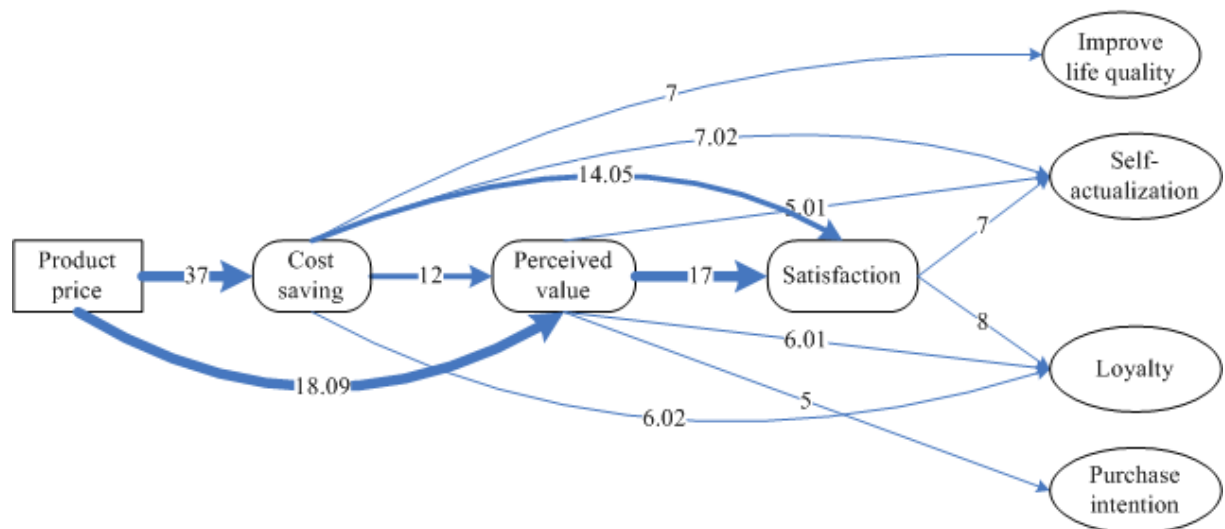 Improve
life quality
7
7.02
Self-
actualization
14.05
5.01
7
Product
price
37
Cost
saving
12
Perceived
value
17
Satisfaction
8
6.01
Loyalty
18.09
6.02
5
Purchase
intention